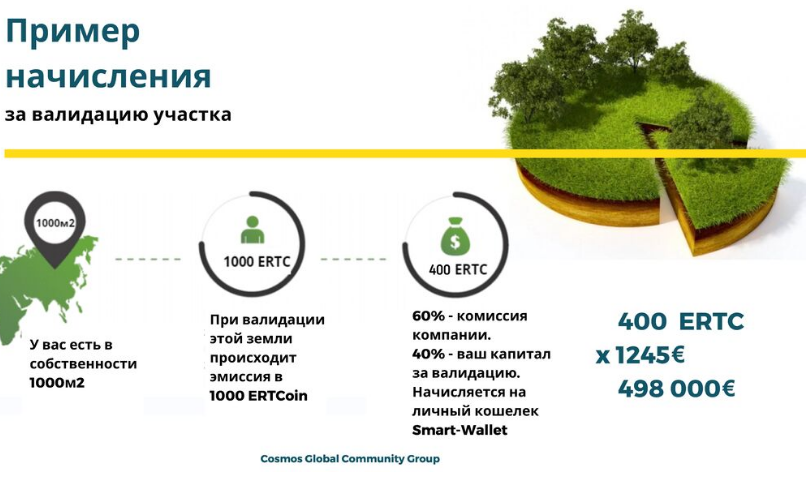 Пример
начисления
за валидацию участка
1000м2
1000 ERTC
400 ERTC
У вас есть в
собственности
1000м2
При валидации
этой земли
происходит
эмиссия в
1000 ERTCoin
60% - комиссия
компании.
40% - ваш капитал
за валидацию.
Начисляется на
личный кошелек
Smart-Wallet
400 ERTC
x 1245€
498 000€
Cosmos Global Community Group